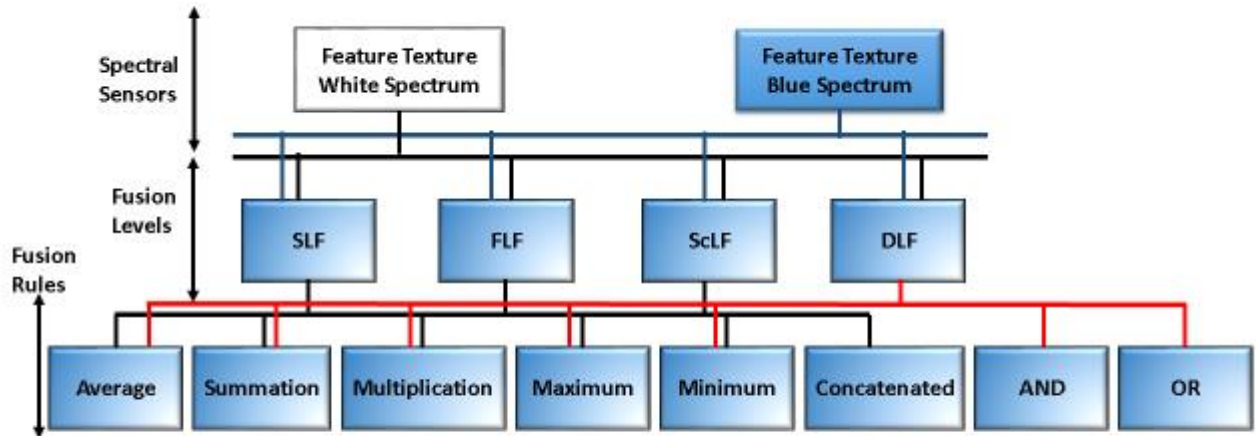 Spectral
Sensors
Feature Texture
White Spectrum
Feature Texture
Blue Spectrum
Fusion
Levels
SLF
FLF
ScLF
DLF
Fusion
Rules
Average
Summation
Multiplication
Maximum
Minimum
Concatenated
AND
OR